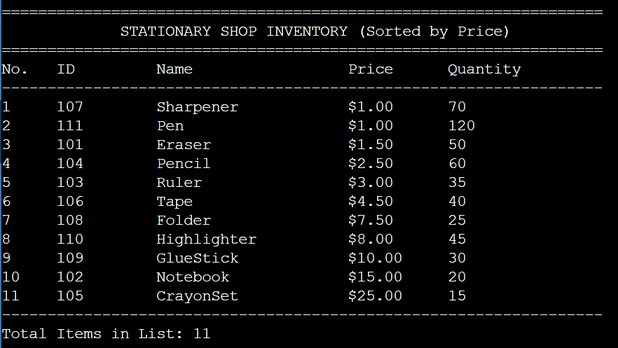 ================================================================
STATIONARY SHOP INVENTORY (Sorted by Price)
================================================================
No. ID Name Price Quantity
----------------------------------------------------------------
1 107 Sharpener $1.00 70
2 111 Pen $1.00 120
3 101 Eraser $1.50 50
4 104 Pencil $2.50 60
5 103 Ruler $3.00 35
6 106 Tape $4.50 40
7 108 Folder $7.50 25
8 110 Highlighter $8.00 45
9 109 GlueStick $10.00 30
10 102 Notebook $15.00 20
11 105 CrayonSet $25.00 15
----------------------------------------------------------------
Total Items in List: 11